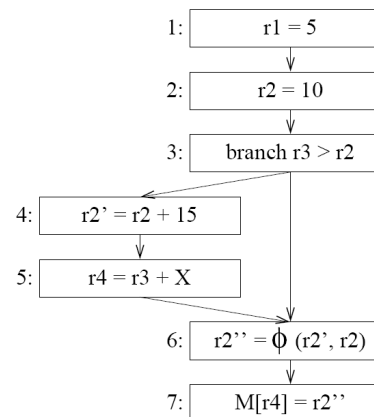 1: r1 = 5
2: r2 = 10
3: branch r3 > r2
4: r2’ = r2 + 15
5: r4 = r3 + X
6: r2’’ = ϕ (r2’, r2)
7: M[r4] = r2’’